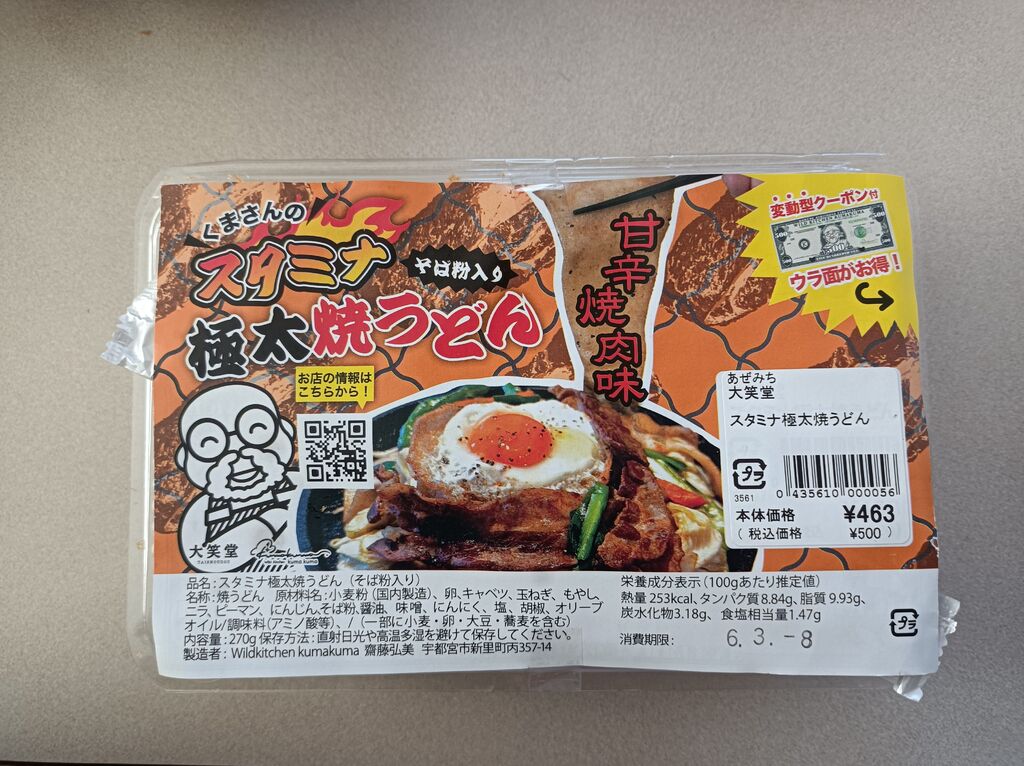 くまさんの
スタミナ
そば粉入り
極太焼うどん
お店の情報は
こちらから！
甘辛焼肉味
変動型クーポン付
500
500
ウラ面がお得！
大笑堂
あぜみち
大笑堂
スタミナ極太焼うどん
プラ
3561
0 435610 000056
本体価格 ¥463
（税込価格 ¥500）
品名：スタミナ極太焼うどん（そば粉入り）
名称：焼うどん 原材料名：小麦粉（国内製造）、卵、キャベツ、玉ねぎ、もやし、
ニラ、ピーマン、にんじん、そば粉、醤油、味噌、にんにく、塩、胡椒、オリーブ
オイル/調味料(アミノ酸等)、/（一部に小麦・卵・大豆・蕎麦を含む）
内容量：270g 保存方法：直射日光や高温多湿を避けて保存してください。
製造者：Wildkitchen kumakuma 齋藤弘美 宇都宮市新里町丙357-14
栄養成分表示（100gあたり推定値）
熱量 253kcal、タンパク質 8.84g、脂質 9.93g、
炭水化物3.18g、食塩相当量1.47g
消費期限： 6. 3. -8
プラ